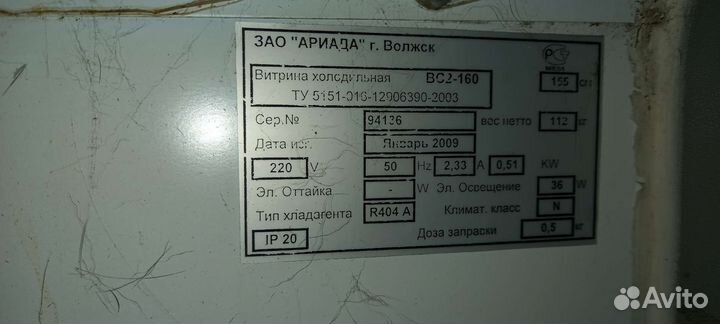 ЗАО "АРИАДА" г. Волжск
Витрина холодильная ВС2-160
ТУ 5151-016-12906390-2003
Сер.№ 94136 вес нетто 112 кг
Дата изг. Январь 2009
220 V 50 Hz 2,33 A 0,51 KW
Эл. Оттайка - W Эл. Освещение 36 W
Тип хладагента R404 A Климат. класс N
IP 20 Доза заправки 0,5 кг
Avito